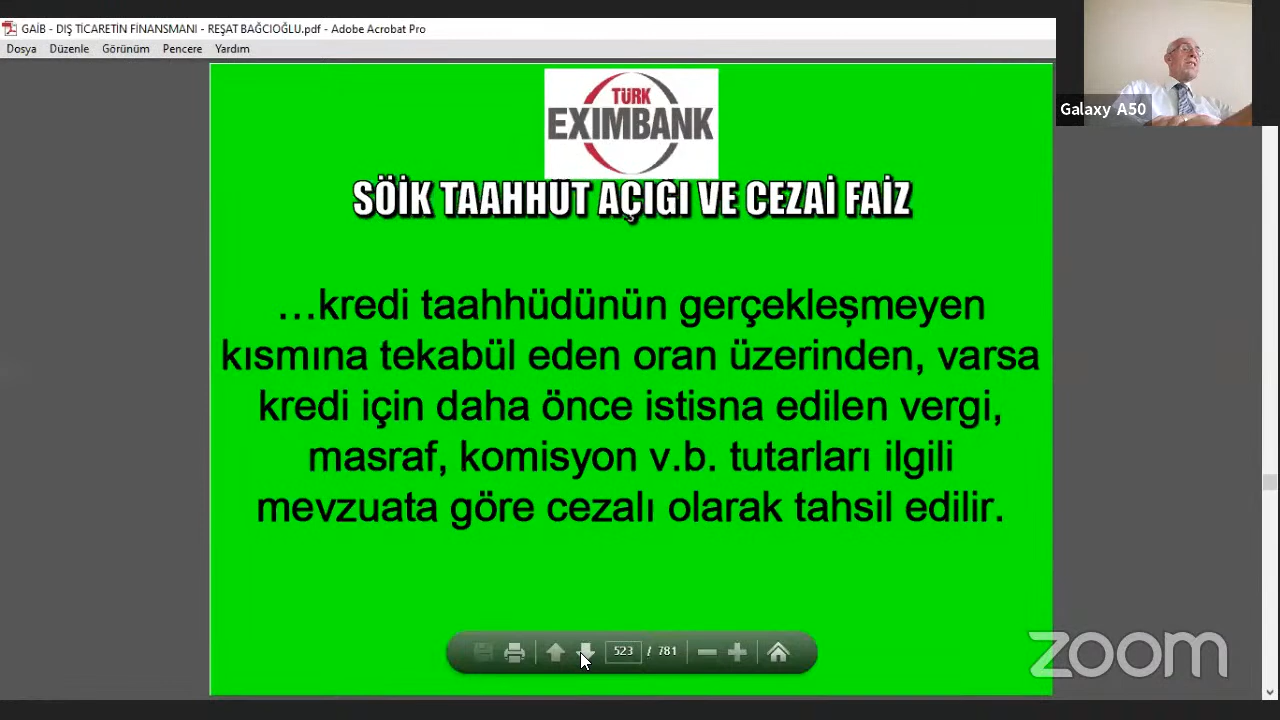 GAİB - DIŞ TİCARETİN FİNANSMANI - REŞAT BAĞCIOĞLU.pdf - Adobe Acrobat Pro
Dosya Düzenle Görünüm Pencere Yardım
Galaxy A50
TÜRK
EXIMBANK
SÖİK TAAHHÜT AÇIĞI VE CEZAİ FAİZ
...kredi taahhüdünün gerçekleşmeyen
kısmına tekabül eden oran üzerinden, varsa
kredi için daha önce istisna edilen vergi,
masraf, komisyon v.b. tutarları ilgili
mevzuata göre cezalı olarak tahsil edilir.
523 / 781
zoom